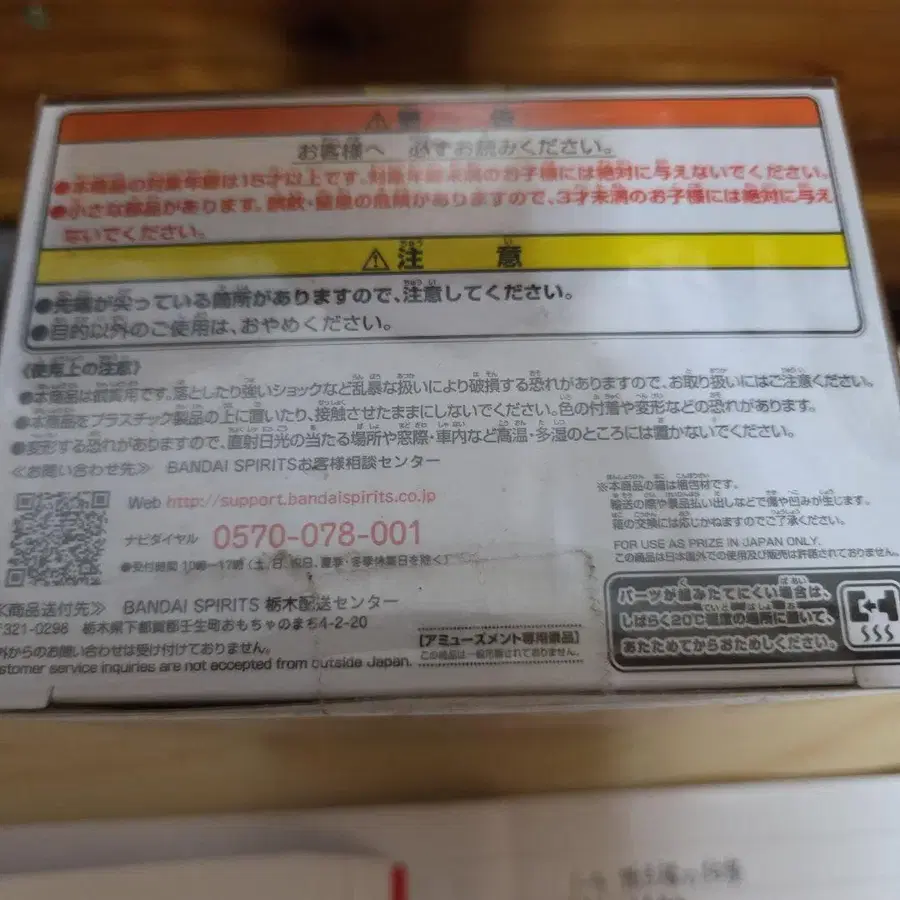 お客様へ 必ずお読みください。
●本商品の対象年齢は15才以上です。対象年齢未満のお子様には絶対に与えないでください。
●小さな部品があります。誤飲・窒息の危険がありますので、3才未満のお子様には絶対に与え
ないでください。
⚠注 意
●先端が尖っている箇所がありますので、注意してください。
●目的以外のご使用は、おやめください。
《使用上の注意》
●本商品は観賞用です。落としたり強いショックなど乱暴な扱いにより破損する恐れがありますので、お取り扱いにはご注意ください。
●本商品をプラスチック製品の上に置いたり、接触させたままにしないでください。色の付着や変形などの恐れがあります。
●変形する恐れがありますので、直射日光の当たる場所や窓際・車内など高温・多湿のところには置かないでください。
≪お問い合わせ先≫ BANDAI SPIRITSお客様相談センター
Web http://support.bandaispirits.co.jp
ナビダイヤル 0570-078-001
●受付時間 10時〜17時(土、日、祝日、夏季・冬季休業日を除く)
≪商品送付先≫ BANDAI SPIRITS 栃木配送センター
〒321-0298 栃木県下都賀郡壬生町おもちゃのまち4-2-20
外からのお問い合わせは受け付けておりません。
stomer service inquiries are not accepted from outside Japan.
【アミューズメント専用景品】
この商品は一般市販されておりません。
※本商品の箱は梱包材です。
輸送の際や景品払い出しなどで傷や凹みが生じます。
箱の交換には応じかねますのでご了承ください。
FOR USE AS PRIZE IN JAPAN ONLY.
この商品は日本国外での使用及び販売は許諾されておりません。
パーツが組みたてにくい場合は、
しばらく20℃程度の場所に置いて、
あたためてからおためしください。